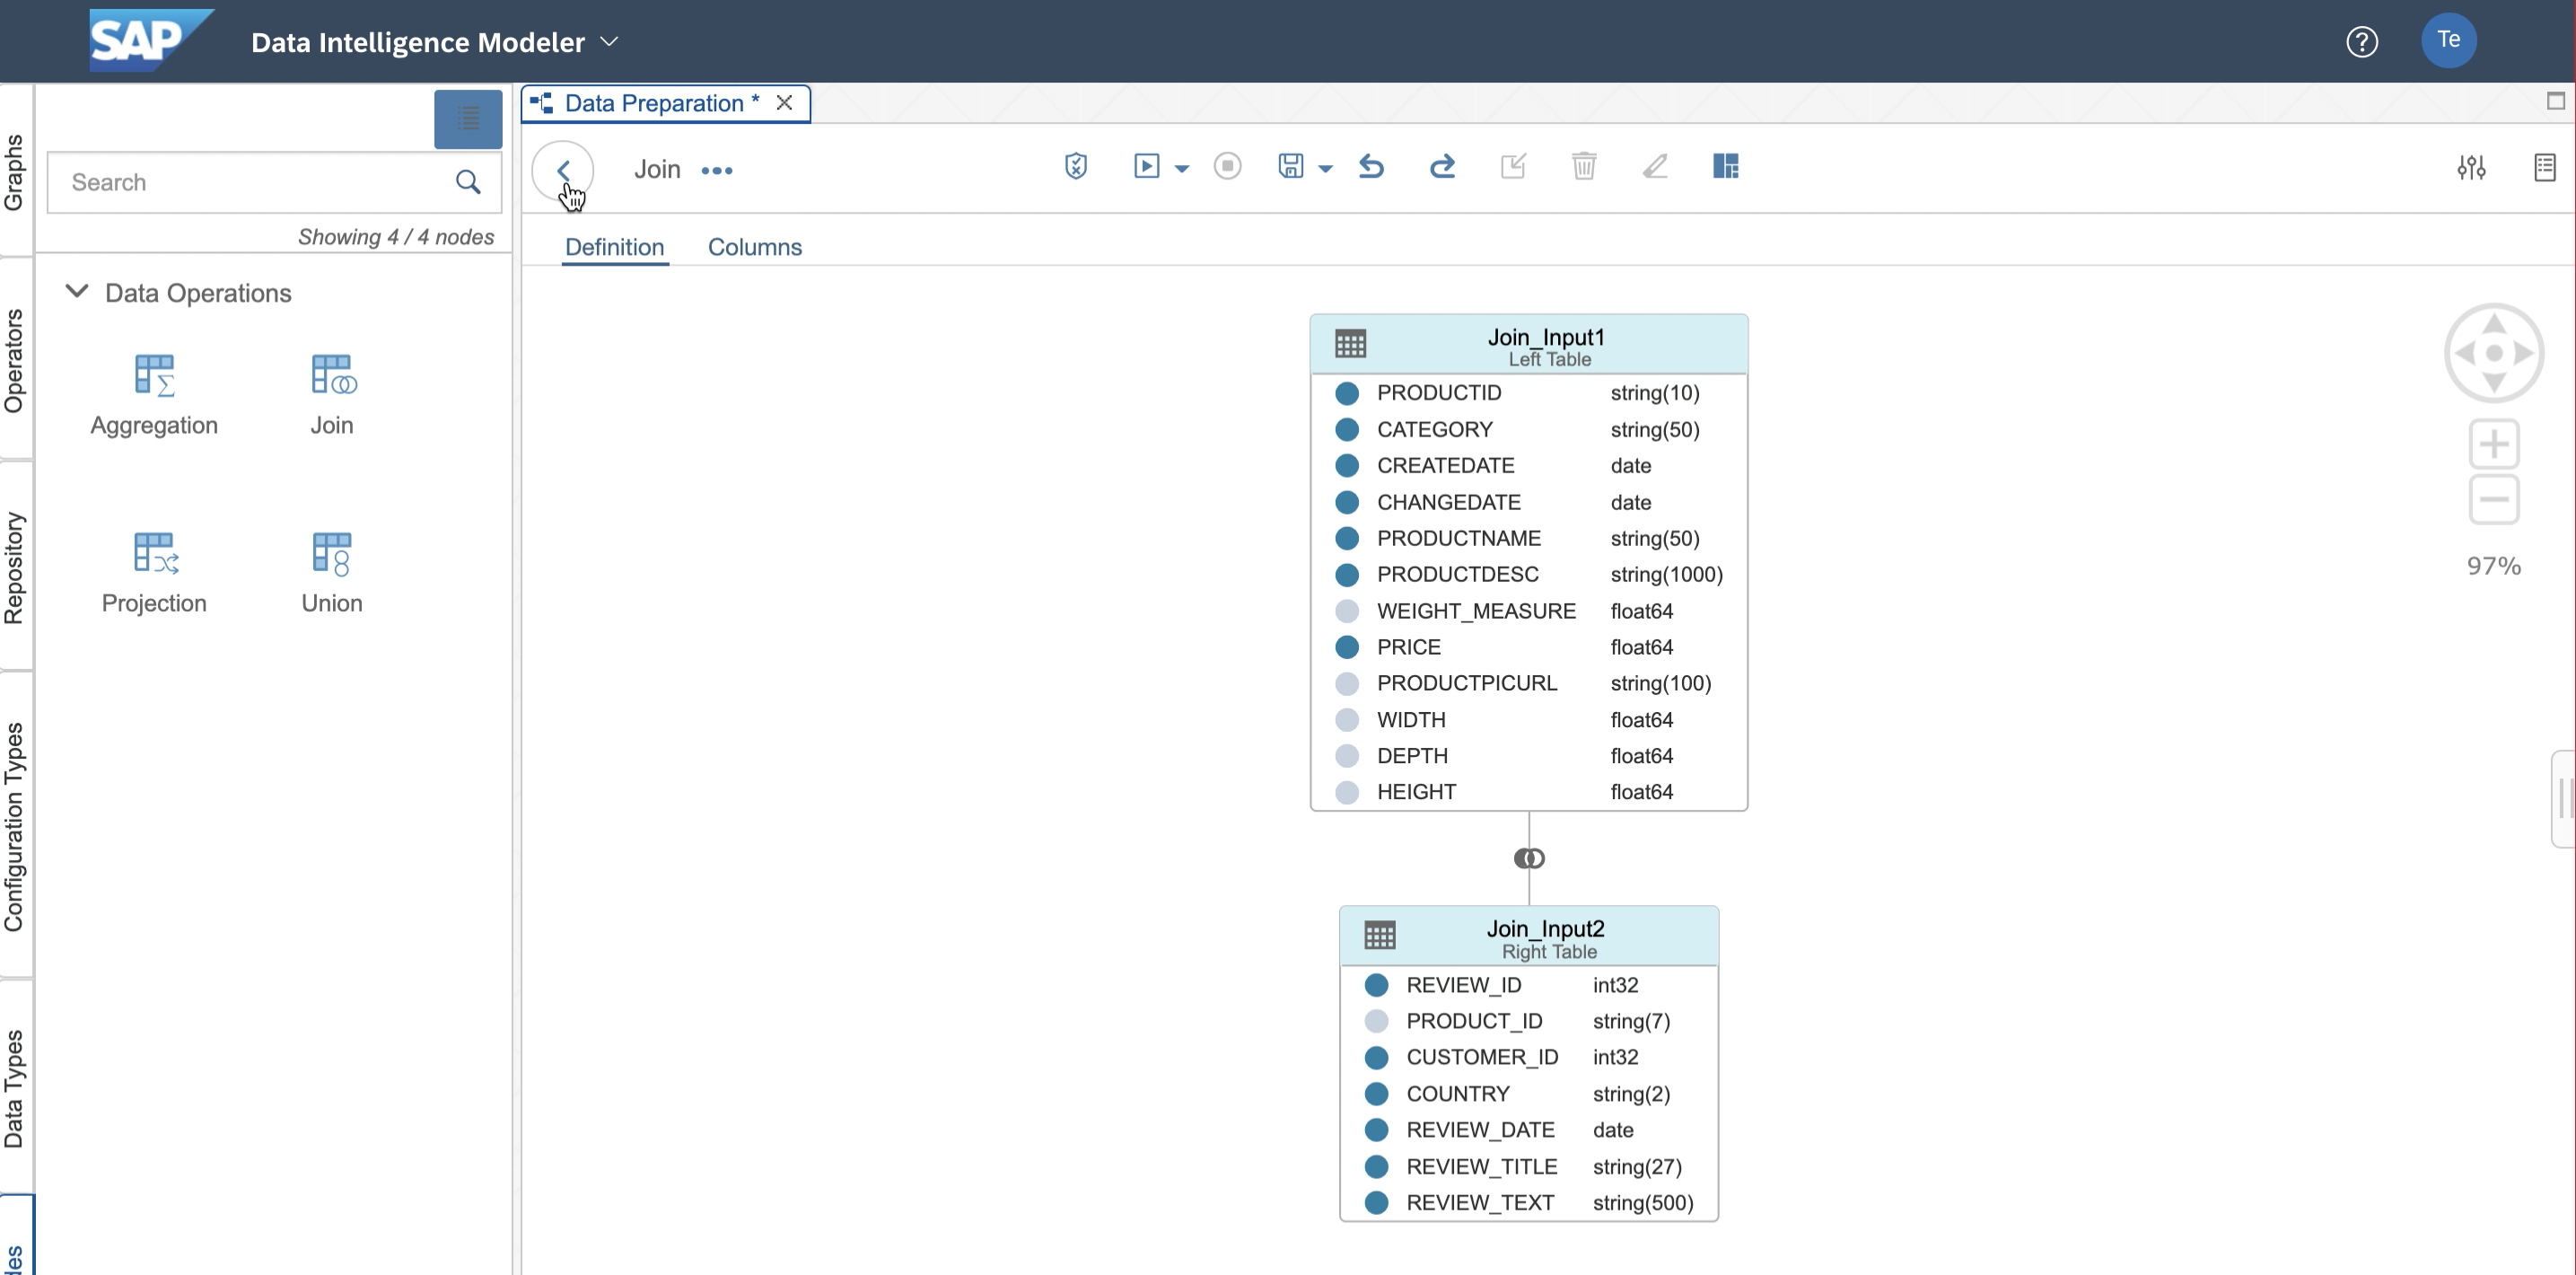 SAP
Data Intelligence Modeler
Te
Graphs
Operators
Repository
Configuration Types
Data Types
Search
Showing 4 / 4 nodes
Data Operations
Aggregation
Join
Projection
Union
Data Preparation *
Join
Definition
Columns
Join_Input1
Left Table
PRODUCTID string(10)
CATEGORY string(50)
CREATEDATE date
CHANGEDATE date
PRODUCTNAME string(50)
PRODUCTDESC string(1000)
WEIGHT_MEASURE float64
PRICE float64
PRODUCTPICURL string(100)
WIDTH float64
DEPTH float64
HEIGHT float64
Join_Input2
Right Table
REVIEW_ID int32
PRODUCT_ID string(7)
CUSTOMER_ID int32
COUNTRY string(2)
REVIEW_DATE date
REVIEW_TITLE string(27)
REVIEW_TEXT string(500)
97%